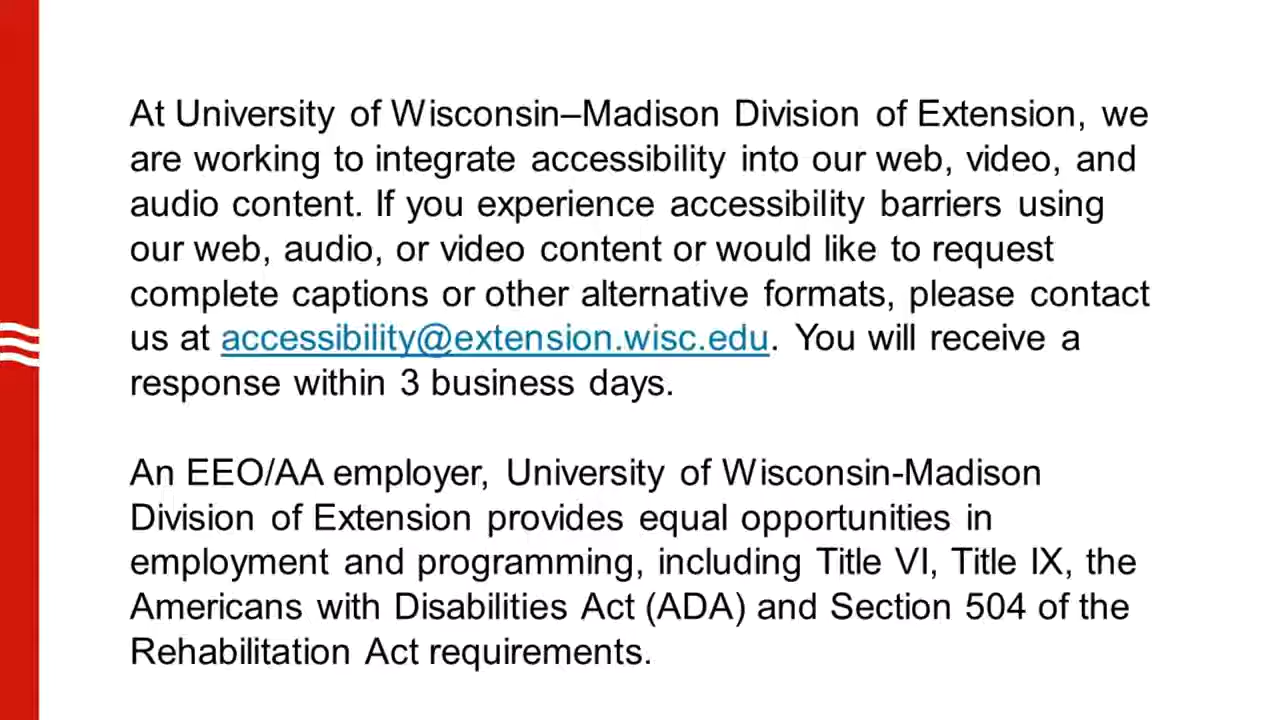 At University of Wisconsin–Madison Division of Extension, we
are working to integrate accessibility into our web, video, and
audio content. If you experience accessibility barriers using
our web, audio, or video content or would like to request
complete captions or other alternative formats, please contact
us at accessibility@extension.wisc.edu. You will receive a
response within 3 business days.
An EEO/AA employer, University of Wisconsin-Madison
Division of Extension provides equal opportunities in
employment and programming, including Title VI, Title IX, the
Americans with Disabilities Act (ADA) and Section 504 of the
Rehabilitation Act requirements.